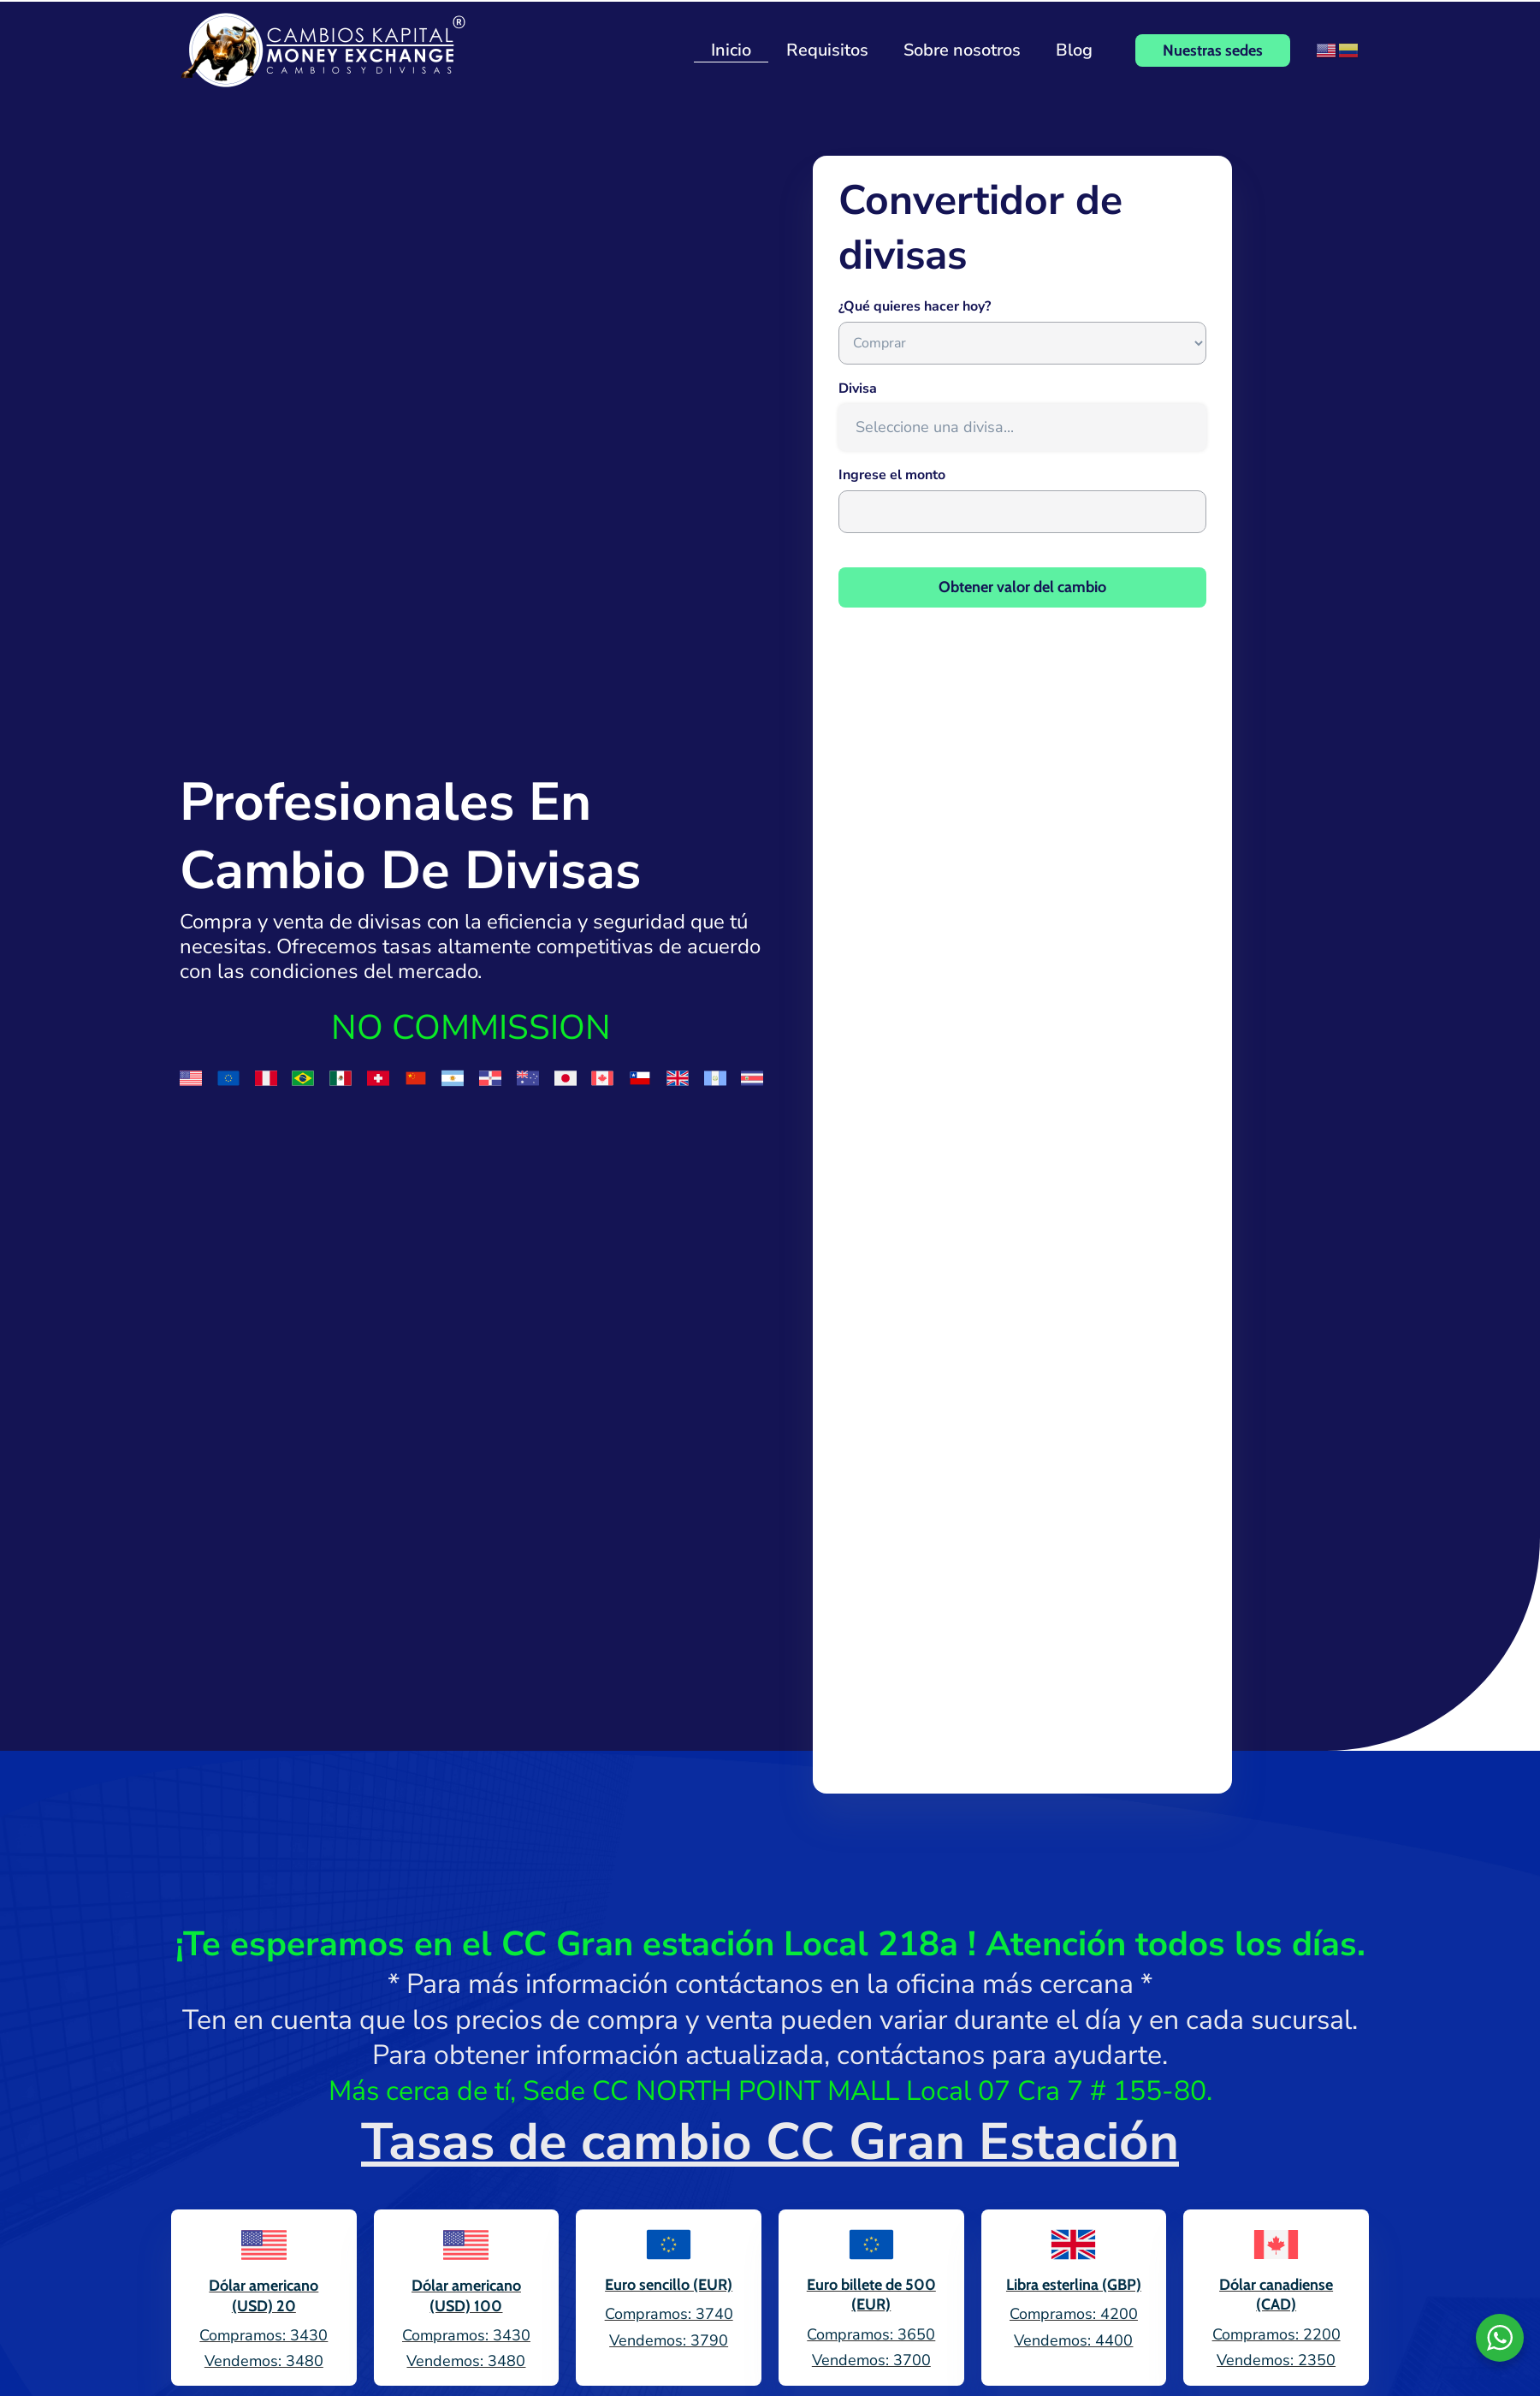 CAMBIOS KAPITAL ®
MONEY EXCHANGE
CAMBIOS Y DIVISAS
Inicio
Requisitos
Sobre nosotros
Blog
Nuestras sedes
Convertidor de
divisas
¿Qué quieres hacer hoy?
Comprar
Divisa
Seleccione una divisa...
Ingrese el monto
Obtener valor del cambio
Profesionales En
Cambio De Divisas
Compra y venta de divisas con la eficiencia y seguridad que tú
necesitas. Ofrecemos tasas altamente competitivas de acuerdo
con las condiciones del mercado.
NO COMMISSION
¡Te esperamos en el CC Gran estación Local 218a ! Atención todos los días.
* Para más información contáctanos en la oficina más cercana *
Ten en cuenta que los precios de compra y venta pueden variar durante el día y en cada sucursal.
Para obtener información actualizada, contáctanos para ayudarte.
Más cerca de tí, Sede CC NORTH POINT MALL Local 07 Cra 7 # 155-80.
Tasas de cambio CC Gran Estación
Dólar americano
(USD) 20
Compramos: 3430
Vendemos: 3480
Dólar americano
(USD) 100
Compramos: 3430
Vendemos: 3480
Euro sencillo (EUR)
Compramos: 3740
Vendemos: 3790
Euro billete de 500
(EUR)
Compramos: 3650
Vendemos: 3700
Libra esterlina (GBP)
Compramos: 4200
Vendemos: 4400
Dólar canadiense
(CAD)
Compramos: 2200
Vendemos: 2350